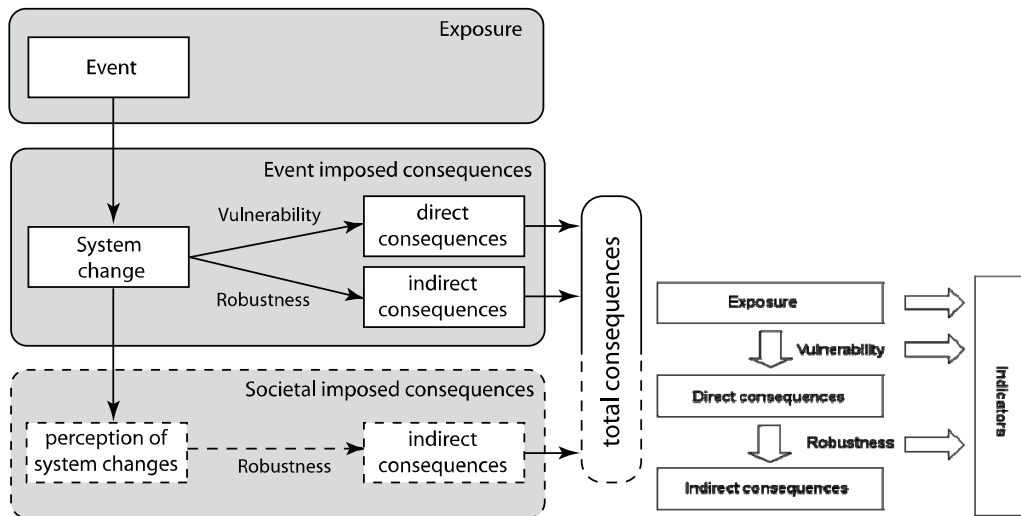 Exposure
Event
Event imposed consequences
Vulnerability
direct
consequences
System
change
Robustness
indirect
consequences
Societal imposed consequences
perception of
system changes
Robustness
indirect
consequences
total consequences
Exposure
Vulnerability
Direct consequences
Robustness
Indirect consequences
Indicators